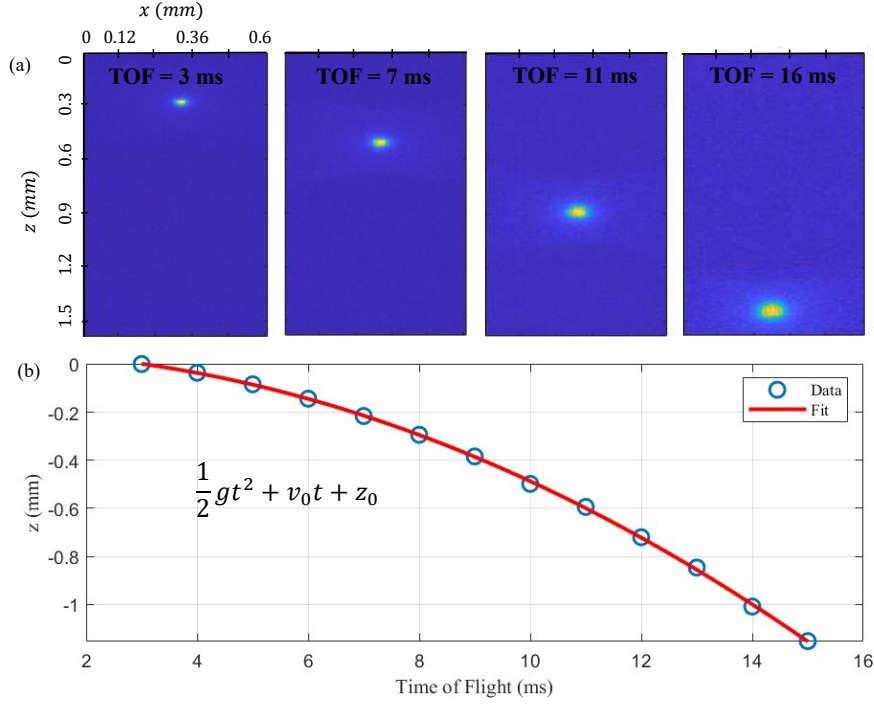 x (mm)
0 0.12 0.36 0.6
(a)
0
0.3
0.6
0.9
1.2
1.5
z (mm)
TOF = 3 ms
TOF = 7 ms
TOF = 11 ms
TOF = 16 ms
(b)
0
-0.2
-0.4
-0.6
-0.8
-1
z (mm)
Data
Fit
1/2 gt² + v₀t + z₀
2 4 6 8 10 12 14 16
Time of Flight (ms)